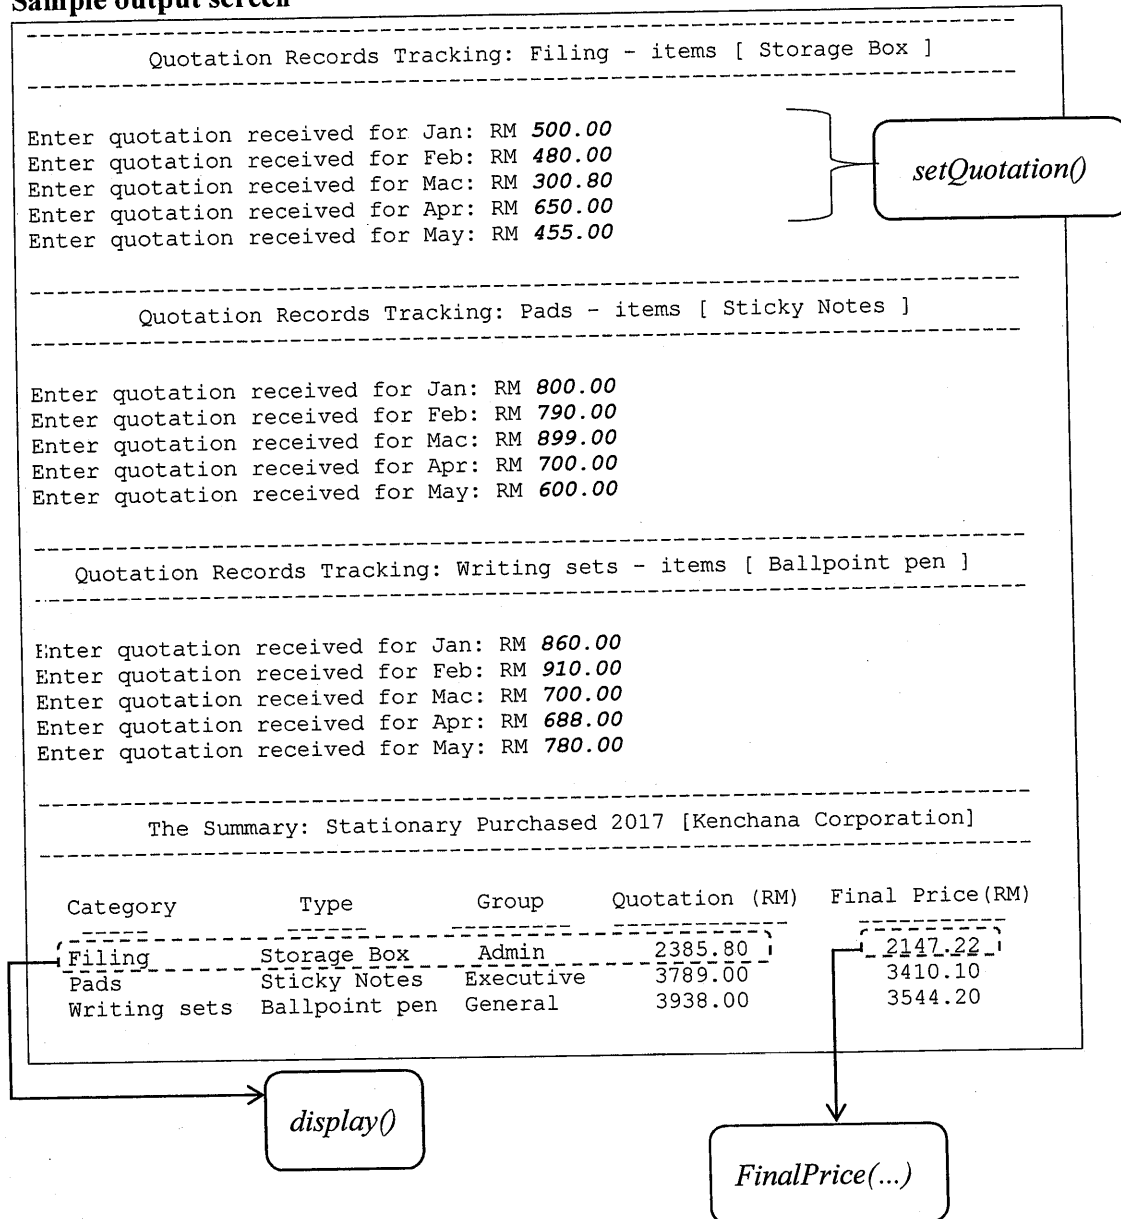 Sample output screen
Quotation Records Tracking: Filing - items [ Storage Box ]
Enter quotation received for Jan: RM 500.00
Enter quotation received for Feb: RM 480.00
Enter quotation received for Mac: RM 300.80
Enter quotation received for Apr: RM 650.00
Enter quotation received for May: RM 455.00
setQuotation()
Quotation Records Tracking: Pads - items [ Sticky Notes ]
Enter quotation received for Jan: RM 800.00
Enter quotation received for Feb: RM 790.00
Enter quotation received for Mac: RM 899.00
Enter quotation received for Apr: RM 700.00
Enter quotation received for May: RM 600.00
Quotation Records Tracking: Writing sets - items [ Ballpoint pen ]
Enter quotation received for Jan: RM 860.00
Enter quotation received for Feb: RM 910.00
Enter quotation received for Mac: RM 700.00
Enter quotation received for Apr: RM 688.00
Enter quotation received for May: RM 780.00
The Summary: Stationary Purchased 2017 [Kenchana Corporation]
Category Type Group Quotation (RM) Final Price(RM)
Filing Storage Box Admin 2385.80 2147.22
Pads Sticky Notes Executive 3789.00 3410.10
Writing sets Ballpoint pen General 3938.00 3544.20
display()
FinalPrice(...)